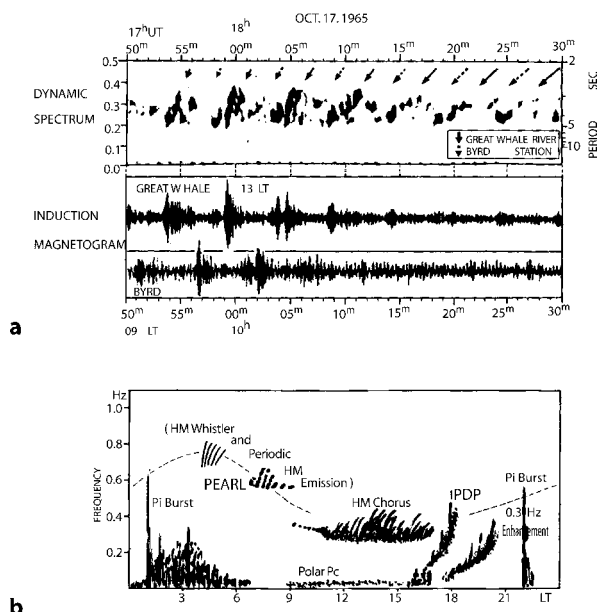 OCT. 17. 1965
17ʰUT 18ʰ
50ᵐ 55ᵐ 00ᵐ 05ᵐ 10ᵐ 15ᵐ 20ᵐ 25ᵐ 30ᵐ
0.5 2
0.4
DYNAMIC 0.3
SPECTRUM 0.2 5
0.1 10
0.0
SEC.
PERIOD
GREAT WHALE RIVER
BYRD STATION
GREAT W HALE 13 LT
INDUCTION
MAGNETOGRAM
BYRD
50ᵐ 55ᵐ 00ᵐ 05ᵐ 10ᵐ 15ᵐ 20ᵐ 25ᵐ 30ᵐ
09 LT 10ʰ
a
Hz
1.0
0.8
0.6
0.4
0.2
FREQUENCY
( HM Whistler
and
Periodic
HM
Emission )
PEARL
Pi Burst
HM Chorus
IPDP
Pi Burst
0.3 Hz
Enhancement
Polar Pc
3 6 9 12 15 18 21 LT
b